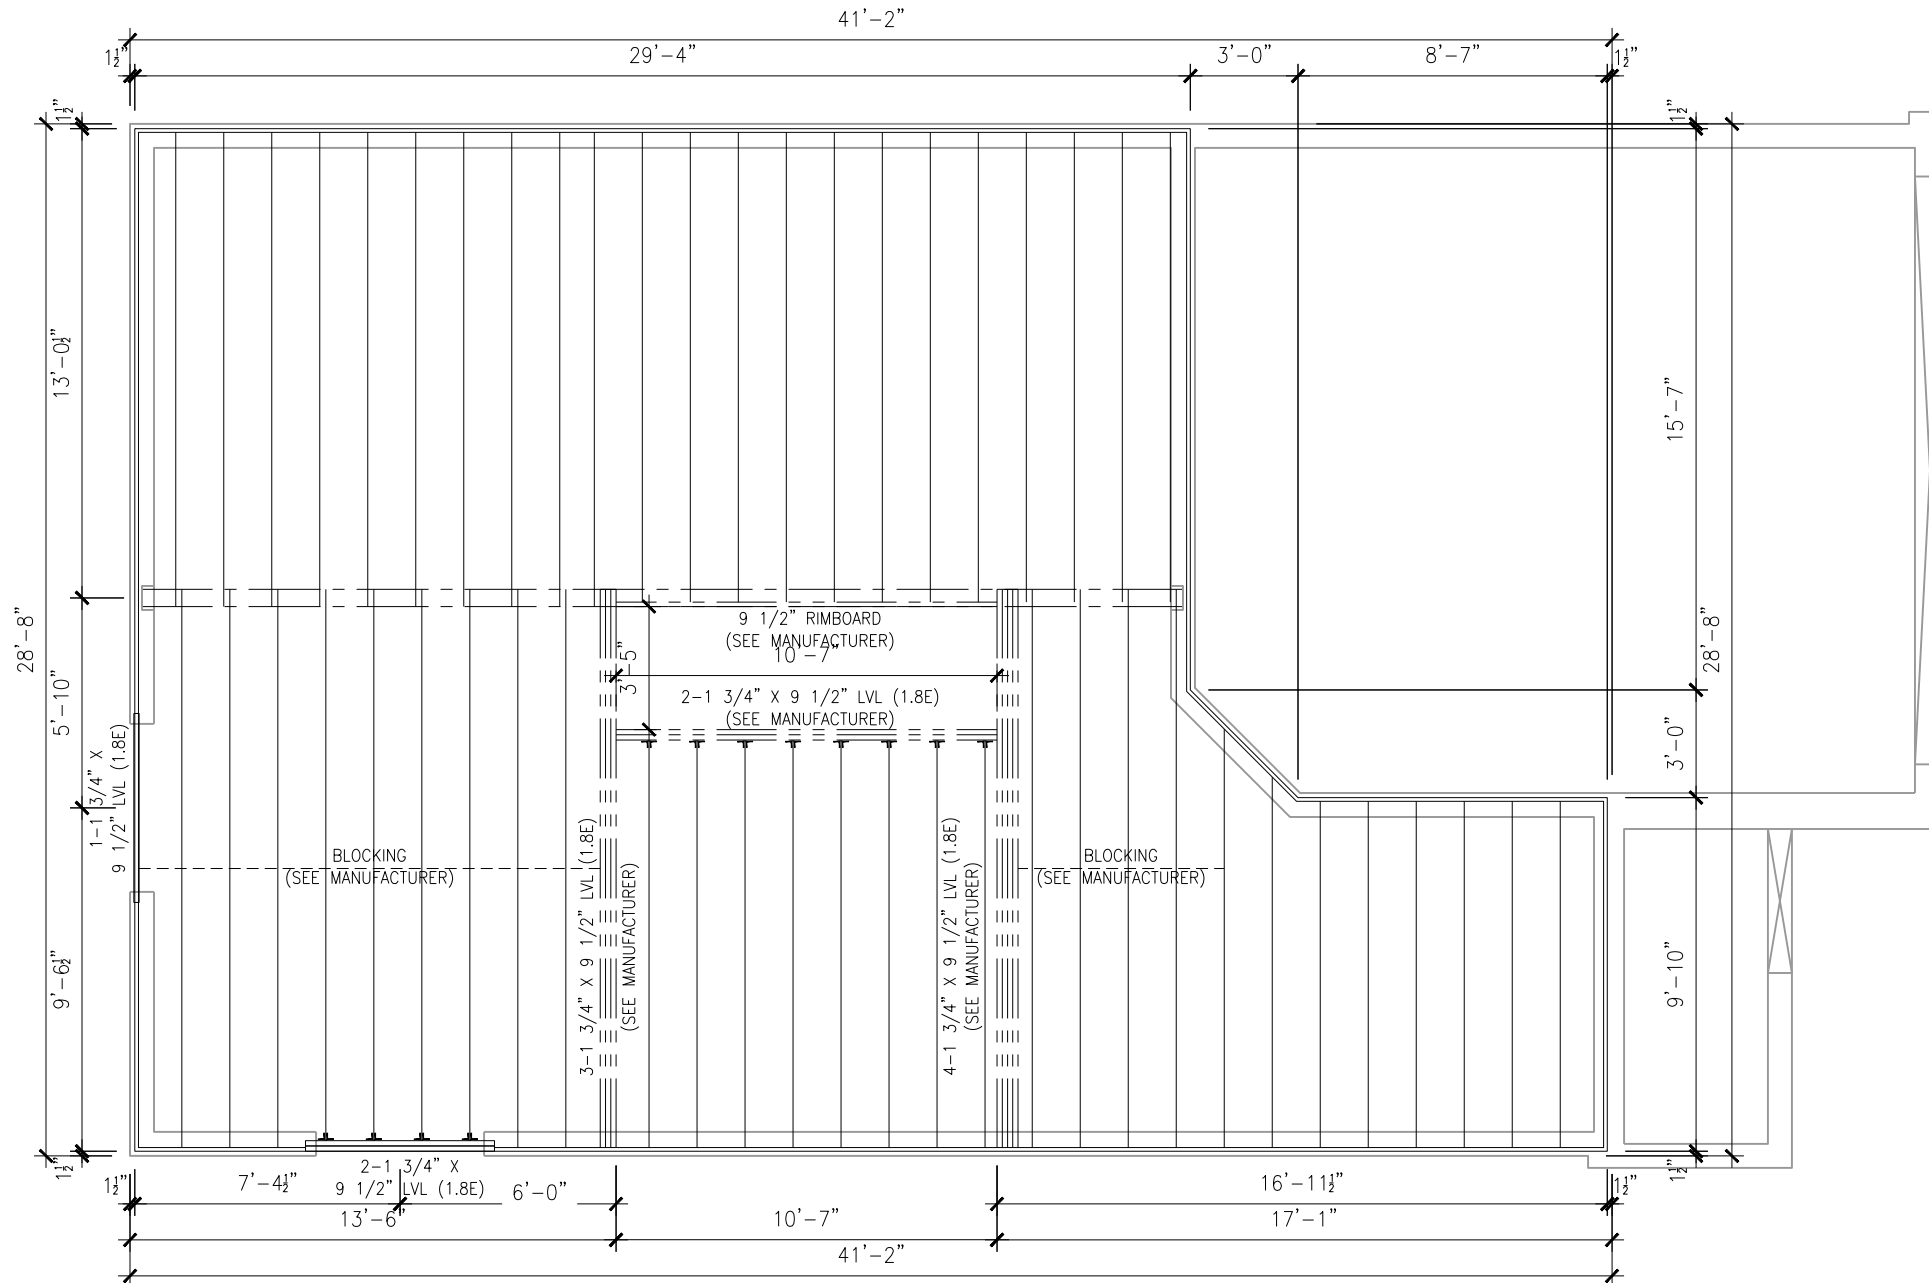 41'-2"
1½"
29'-4"
3'-0"
8'-7"
1½"
1½"
1½"
13'-0½"
15'-7"
28'-8"
28'-8"
9 1/2" RIMBOARD
(SEE MANUFACTURER)
10'-7"
3'-5"
2-1 3/4" X 9 1/2" LVL (1.8E)
(SEE MANUFACTURER)
5'-10"
3'-0"
1-1 3/4" X
9 1/2" LVL (1.8E)
BLOCKING
(SEE MANUFACTURER)
3-1 3/4" X 9 1/2" LVL (1.8E)
(SEE MANUFACTURER)
4-1 3/4" X 9 1/2" LVL (1.8E)
(SEE MANUFACTURER)
BLOCKING
(SEE MANUFACTURER)
9'-6½"
9'-10"
1½"
1½"
1½"
7'-4½"
2-1 3/4" X
9 1/2" LVL (1.8E)
6'-0"
16'-11½"
1½"
13'-6"
10'-7"
17'-1"
41'-2"